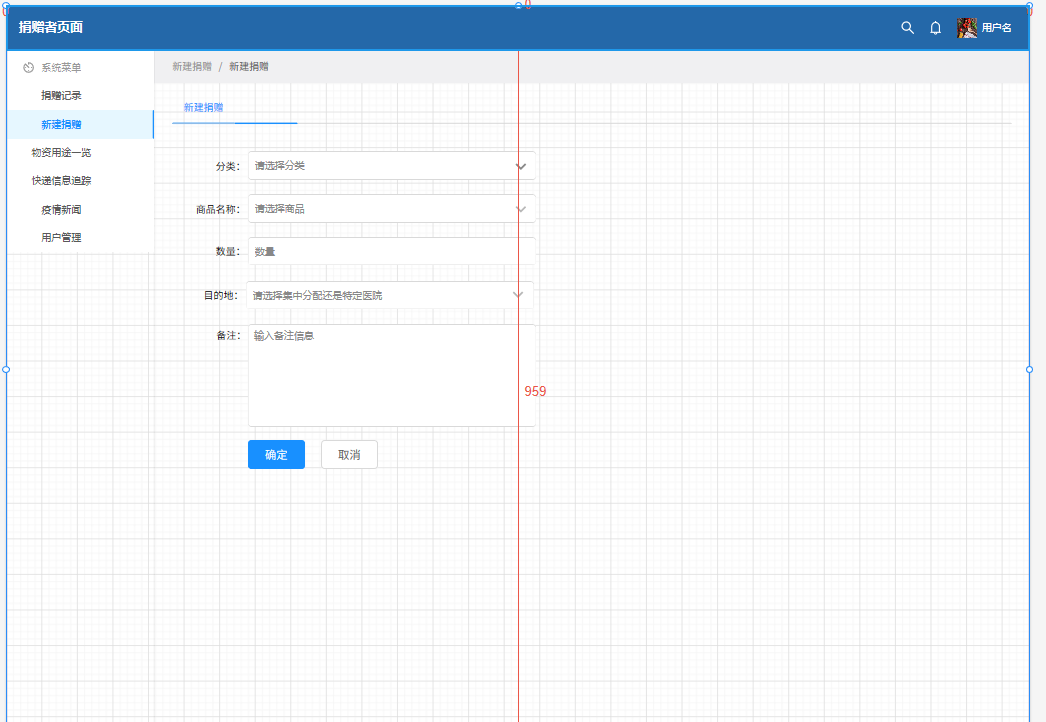 0
0
0
捐赠者页面
用户名
系统菜单
捐赠记录
新建捐赠
物资用途一览
快递信息追踪
疫情新闻
用户管理
新建捐赠 / 新建捐赠
新建捐赠
分类： 请选择分类
商品名称： 请选择商品
数量： 数量
目的地： 请选择集中分配还是特定医院
备注： 输入备注信息
959
确定 取消